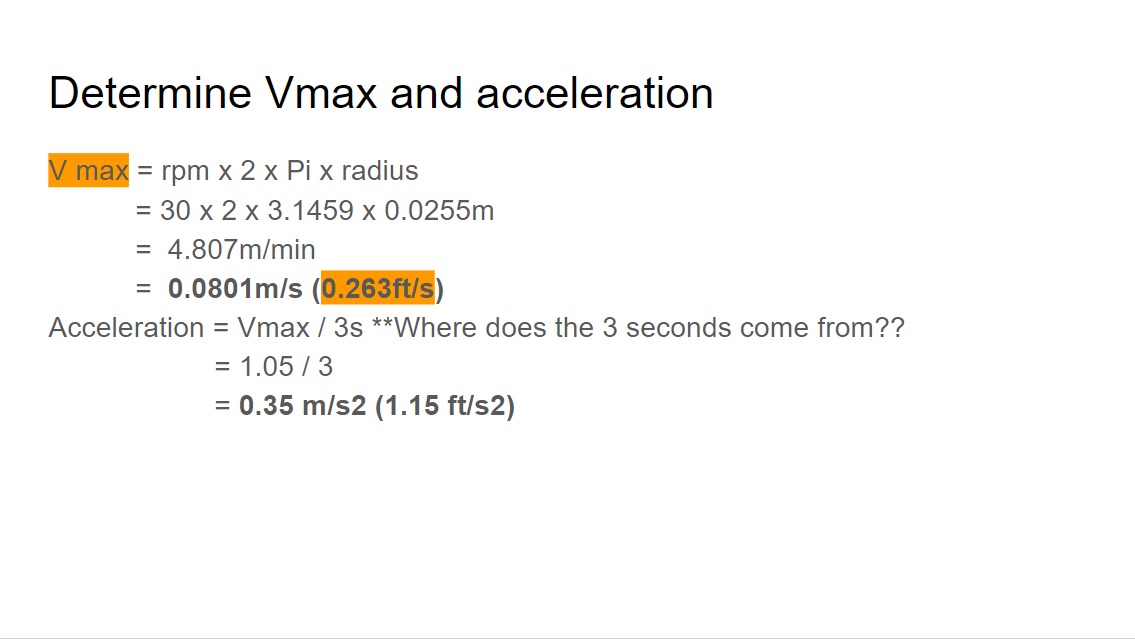 Determine Vmax and acceleration
V max = rpm x 2 x Pi x radius
= 30 x 2 x 3.1459 x 0.0255m
= 4.807m/min
= 0.0801m/s (0.263ft/s)
Acceleration = Vmax / 3s **Where does the 3 seconds come from??
= 1.05 / 3
= 0.35 m/s2 (1.15 ft/s2)